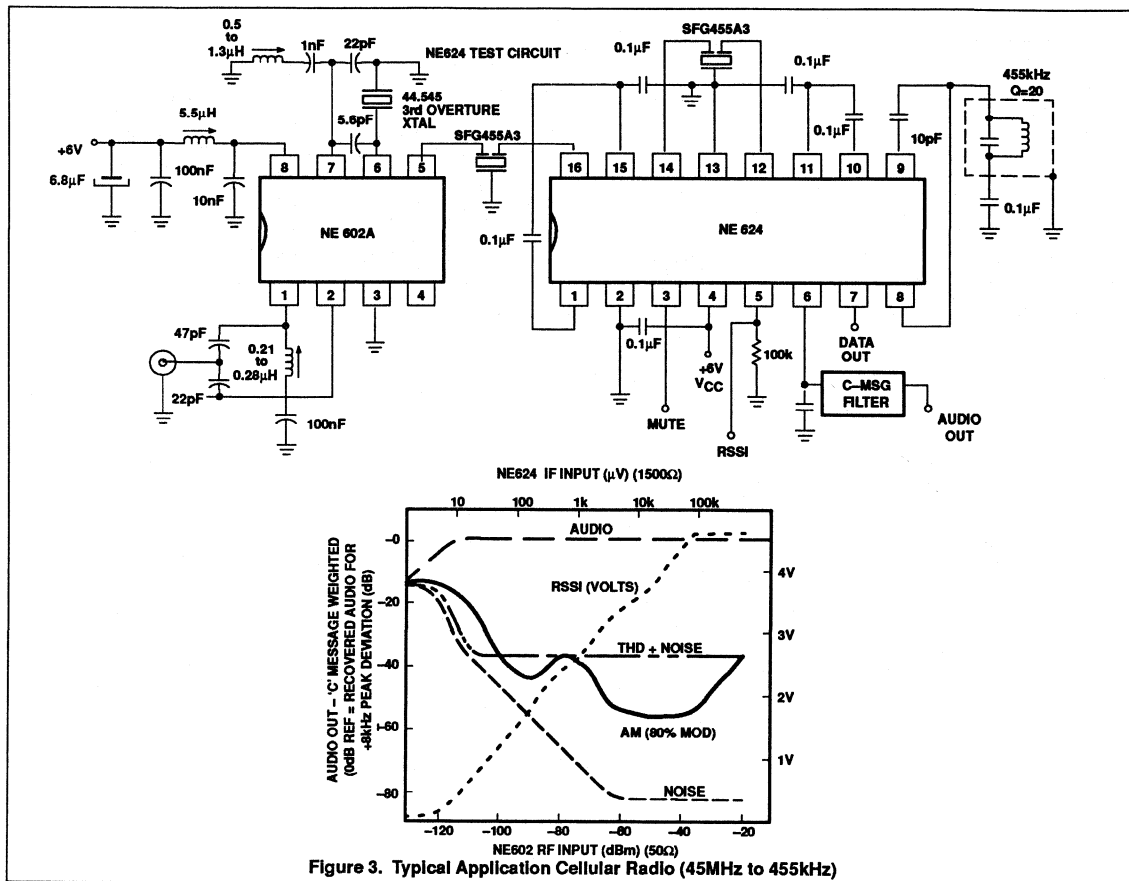 0.5
to
1.3μH
1nF
22pF
NE624 TEST CIRCUIT
44.545
3rd OVERTURE
XTAL
5.6pF
5.5μH
+6V
6.8μF
100nF
10nF
SFG455A3
8
7
6
5
NE 602A
1
2
3
4
47pF
0.21
to
0.28μH
22pF
100nF
SFG455A3
0.1μF
0.1μF
0.1μF
10pF
455kHz
Q=20
0.1μF
16
15
14
13
12
11
10
9
0.1μF
NE 624
1
2
3
4
5
6
7
8
0.1μF
+6V
VCC
100k
DATA
OUT
C–MSG
FILTER
MUTE
RSSI
AUDIO
OUT
NE624 IF INPUT (μV) (1500Ω)
10
100
1k
10k
100k
AUDIO
RSSI (VOLTS)
THD + NOISE
AM (80% MOD)
NOISE
–0
–20
–40
–60
–80
4V
3V
2V
1V
AUDIO OUT – 'C' MESSAGE WEIGHTED
(0dB REF = RECOVERED AUDIO FOR
+8kHz PEAK DEVIATION (dB)
–120
–100
–80
–60
–40
–20
NE602 RF INPUT (dBm) (50Ω)
Figure 3. Typical Application Cellular Radio (45MHz to 455kHz)